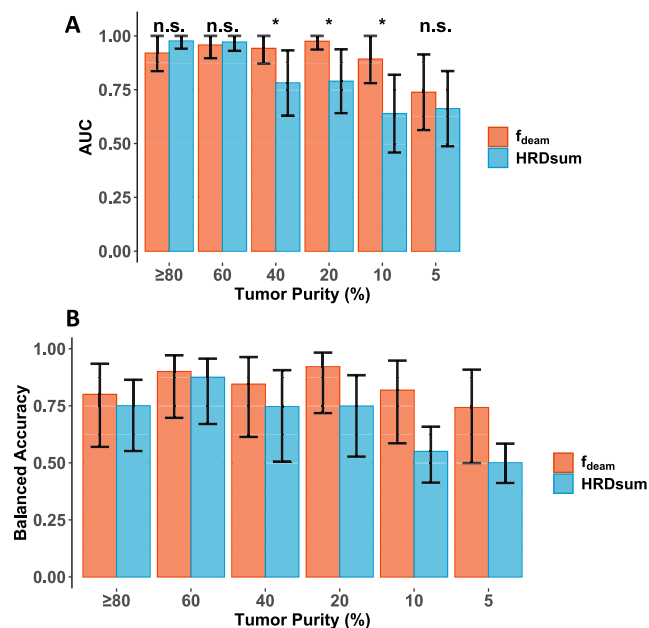 A
n.s. n.s. * * * n.s.
1.00
0.75
0.50
0.25
0.00
AUC
≥80 60 40 20 10 5
Tumor Purity (%)
fdeam
HRDsum
B
1.00
0.75
0.50
0.25
0.00
Balanced Accuracy
≥80 60 40 20 10 5
Tumor Purity (%)
fdeam
HRDsum